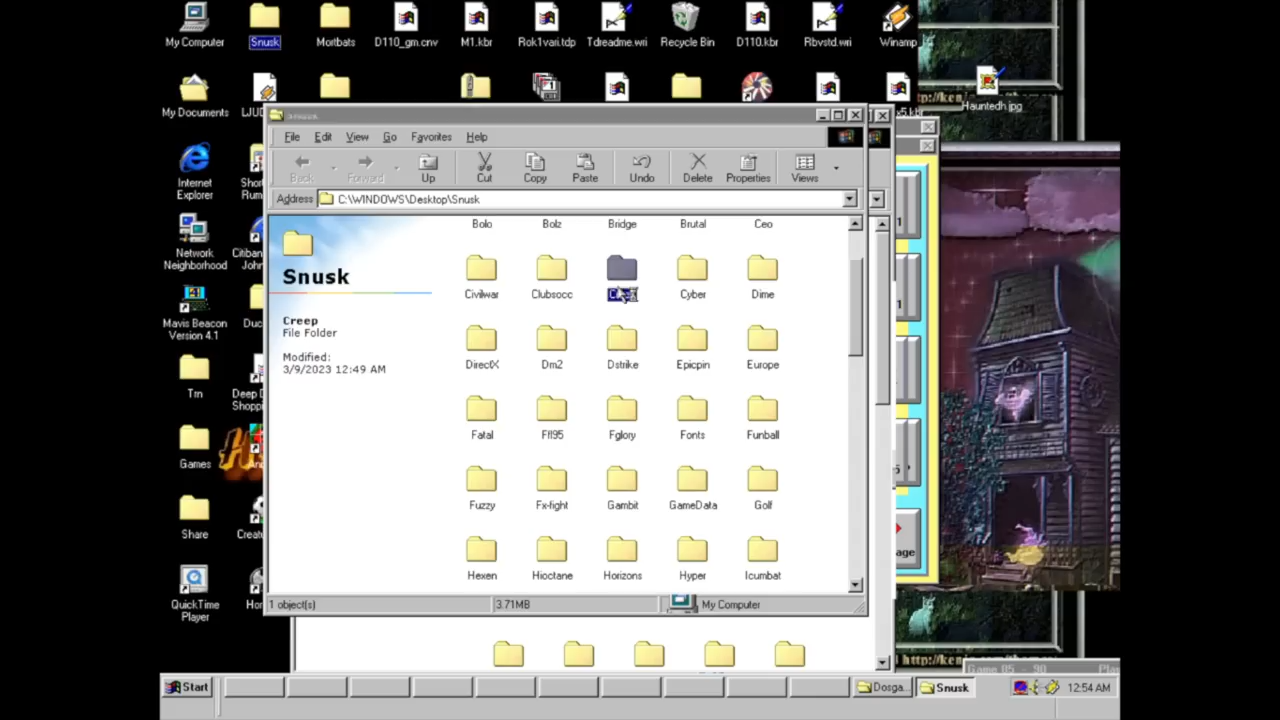 My Computer
Snusk
Mortbats
D110_gm.cnv
M1.kbr
Rok1vari.tdp
Tdreadme.wri
Recycle Bin
D110.kbr
Rbvstd.wri
Winamp
My Documents
Hauntedh.jpg
Internet
Explorer
Network
Neighborhood
Citiban
Mavis Beacon
Version 4.1
Trn
Deep D
Shoppi
Games
Share
Creat
QuickTime
Player
File Edit View Go Favorites Help
Back Forward Up Cut Copy Paste Undo Delete Properties Views
Address C:\WINDOWS\Desktop\Snusk
Snusk
Creep
File Folder
Modified:
3/9/2023 12:49 AM
Bolo Bolz Bridge Brutal Ceo
Civilwar Clubsocc Cyber Dime
DirectX Dm2 Dstrike Epicpin Europe
Fatal Ff195 Fglory Fonts Funball
Fuzzy Fx-fight Gambit GameData Golf
Hexen Hioctane Horizons Hyper Icumbat
1 object(s) 3.71MB My Computer
Start Dosga... Snusk 12:54 AM